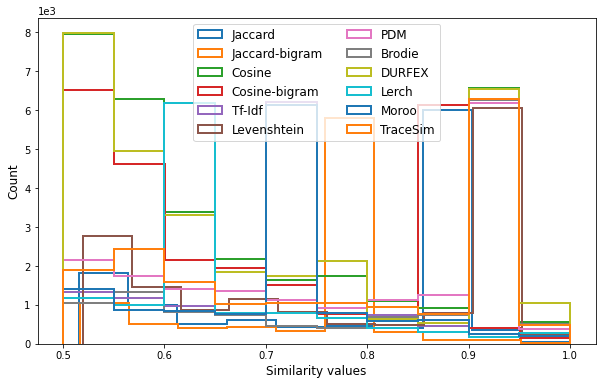 1e3
8
7
6
5
4
3
2
1
0
Count
Jaccard
Jaccard-bigram
Cosine
Cosine-bigram
Tf-Idf
Levenshtein
PDM
Brodie
DURFEX
Lerch
Moroo
TraceSim
0.5 0.6 0.7 0.8 0.9 1.0
Similarity values